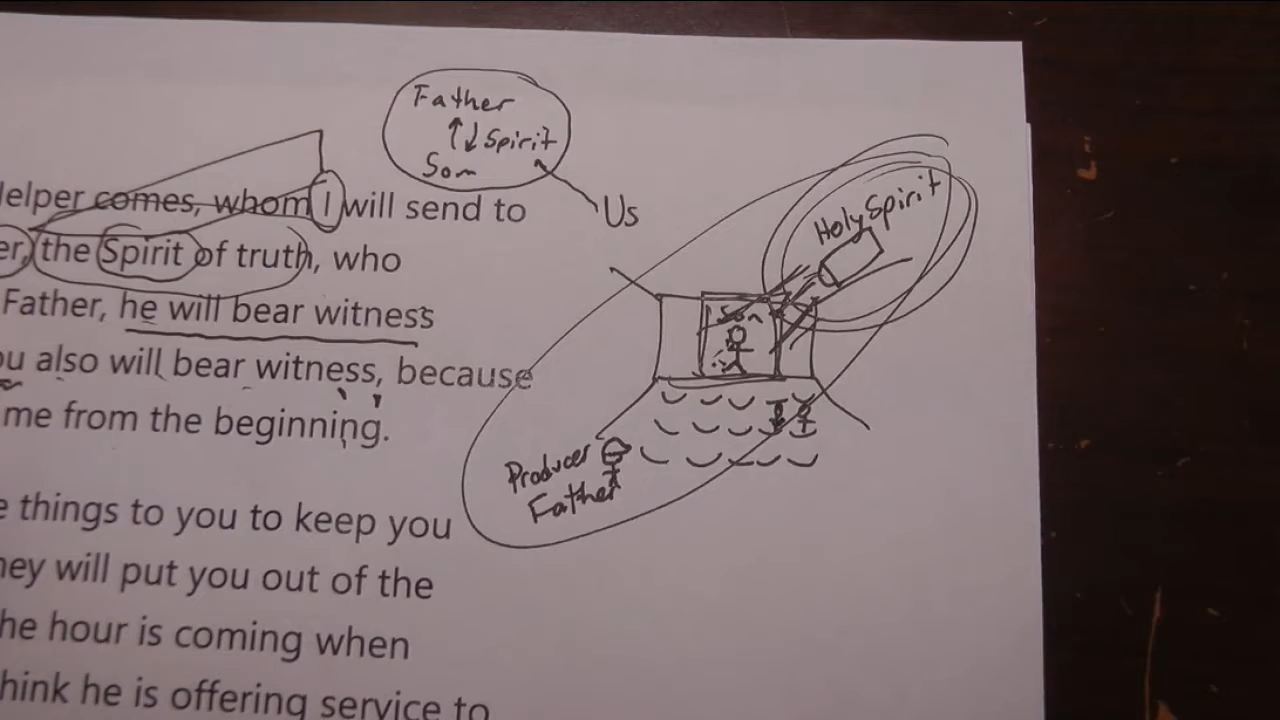 Father
↑↓ Spirit
Son
Us
Holy Spirit
Son
Producer
Father
Helper comes, whom I will send to
er, the Spirit of truth, who
Father, he will bear witness
ou also will bear witness, because
me from the beginning.
e things to you to keep you
hey will put you out of the
he hour is coming when
hink he is offering service to